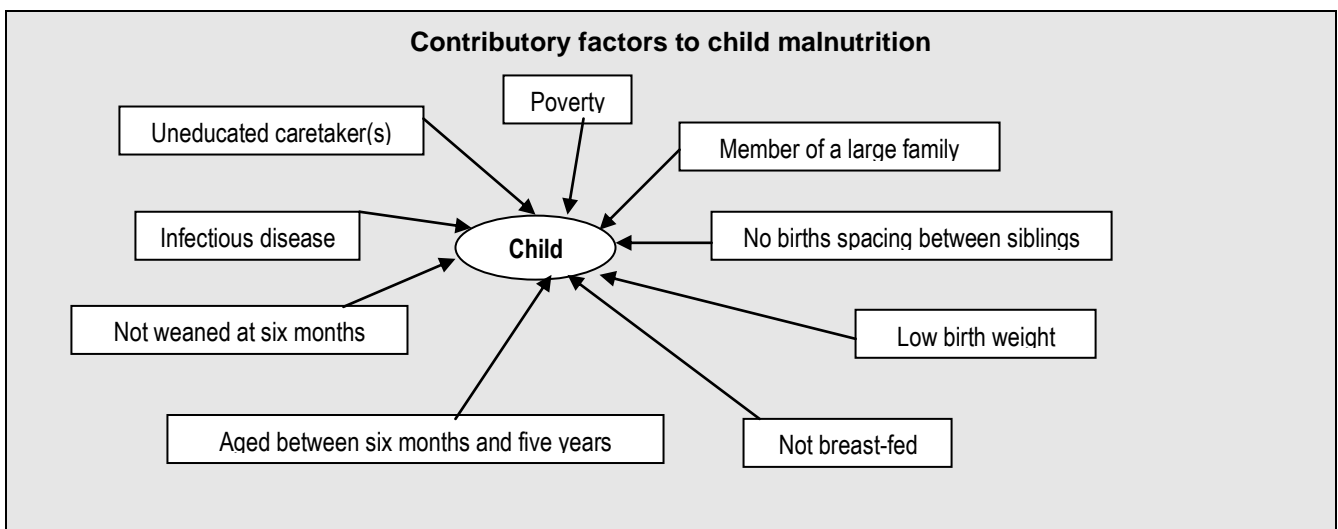 Contributory factors to child malnutrition
Poverty
Uneducated caretaker(s)
Member of a large family
Infectious disease
Child
No births spacing between siblings
Not weaned at six months
Low birth weight
Aged between six months and five years
Not breast-fed